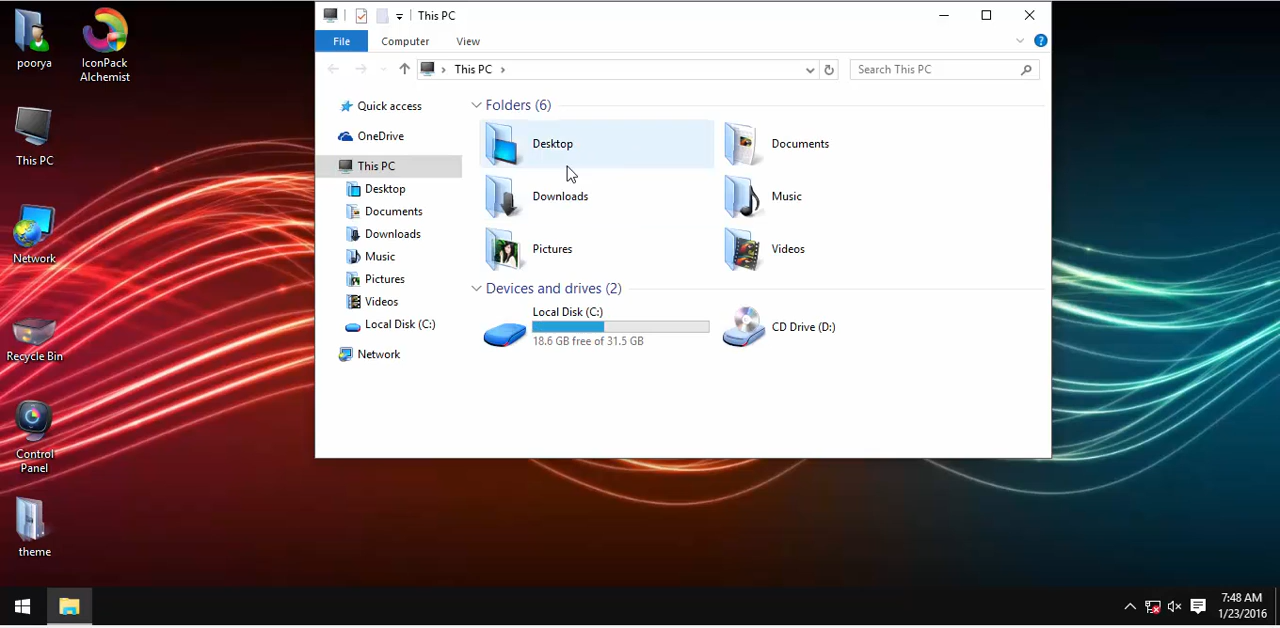 poorya
IconPack
Alchemist
This PC
Network
Recycle Bin
Control
Panel
theme
This PC
File
Computer
View
This PC
Search This PC
Quick access
OneDrive
This PC
Desktop
Documents
Downloads
Music
Pictures
Videos
Local Disk (C:)
Network
Folders (6)
Desktop
Documents
Downloads
Music
Pictures
Videos
Devices and drives (2)
Local Disk (C:)
18.6 GB free of 31.5 GB
CD Drive (D:)
7:48 AM
1/23/2016